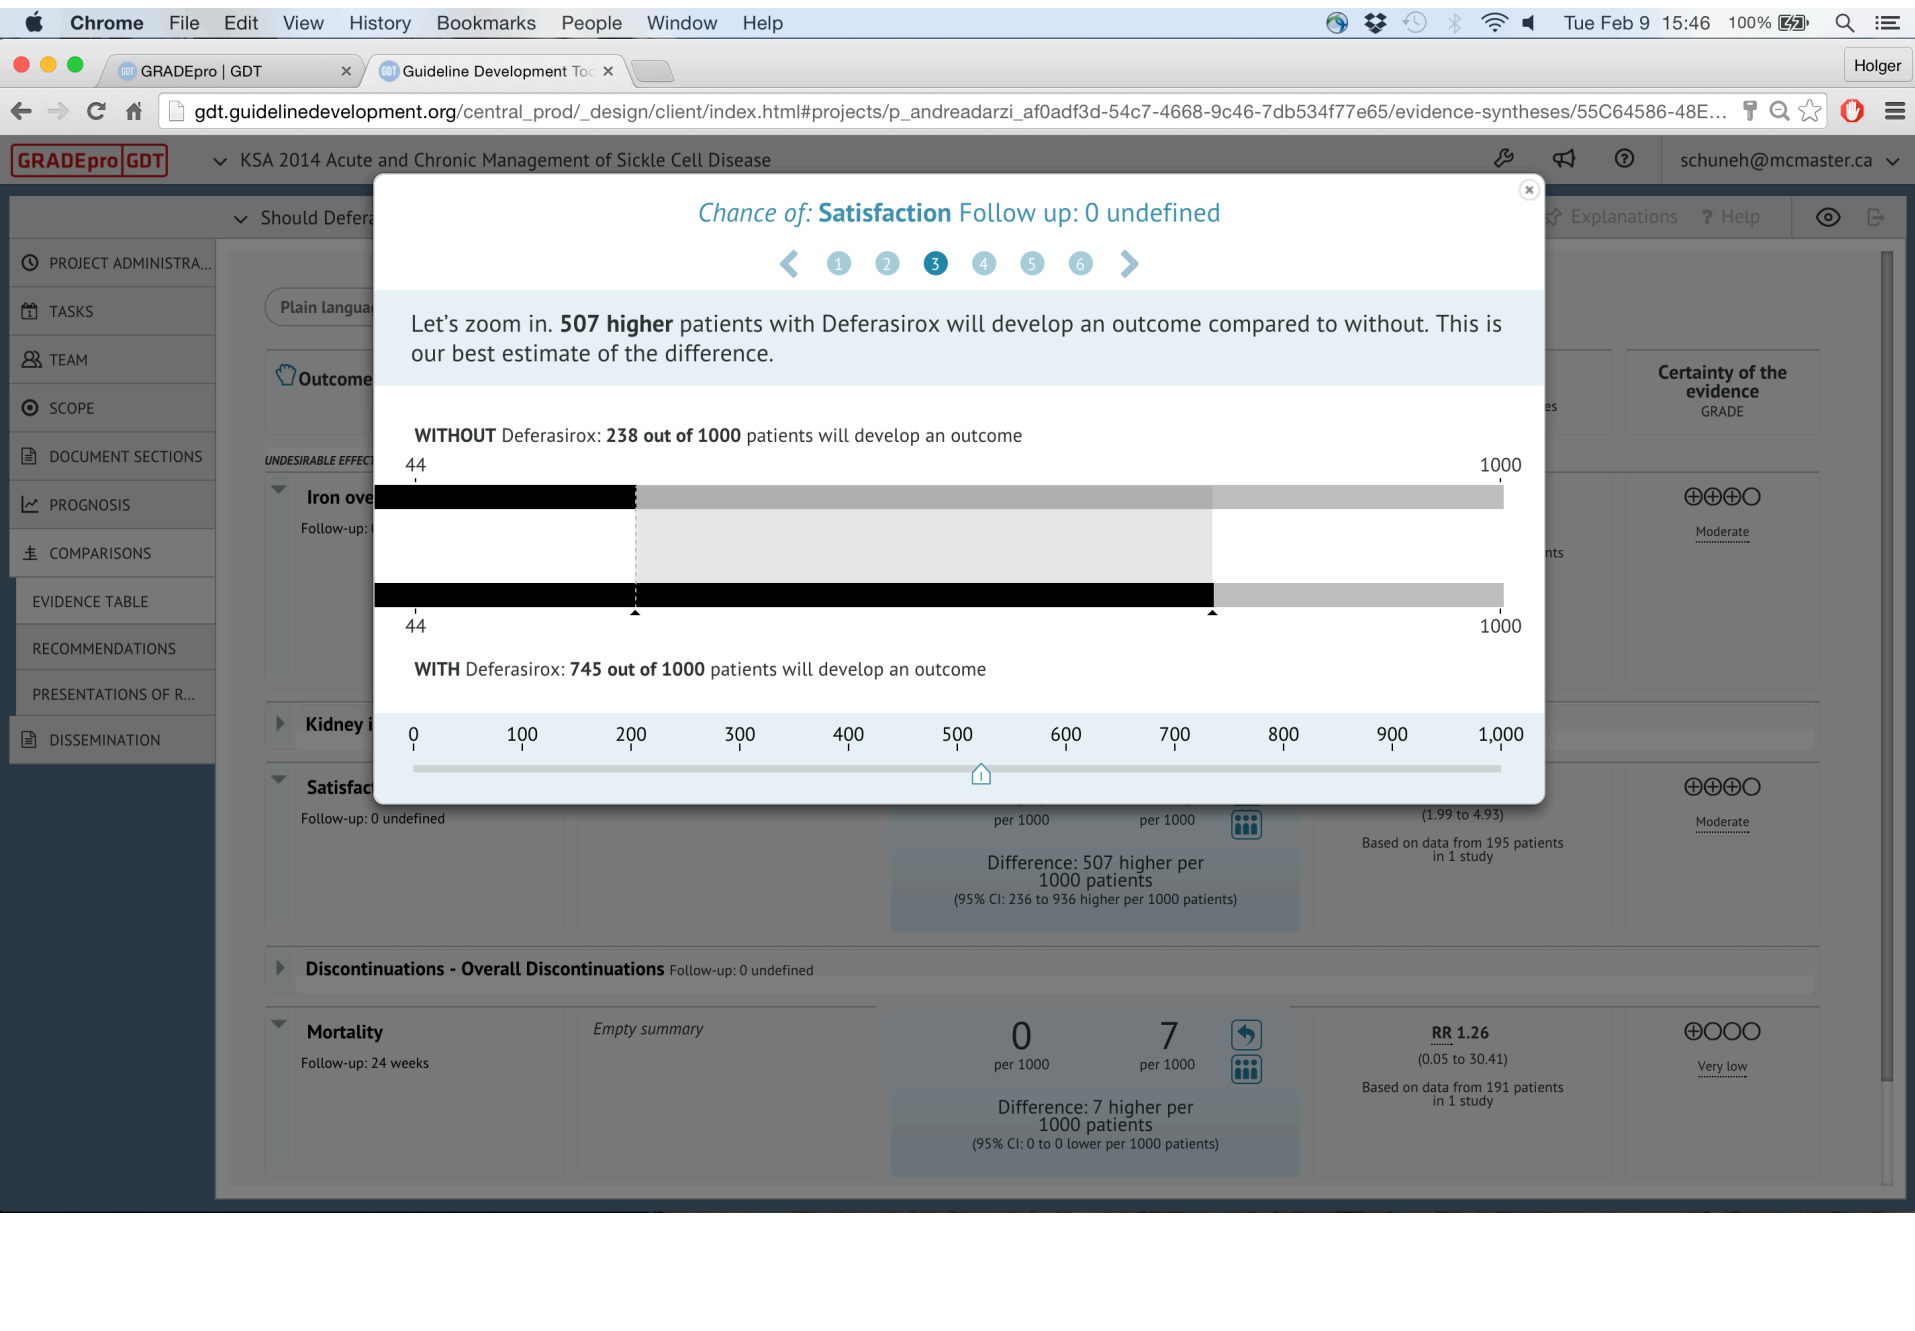 Chrome File Edit View History Bookmarks People Window Help Tue Feb 9 15:46 100%
GRADEpro | GDT Guideline Development Too Holger
gdt.guidelinedevelopment.org/central_prod/_design/client/index.html#projects/p_andreadarzi_af0adf3d-54c7-4668-9c46-7db534f77e65/evidence-syntheses/55C64586-48E...
GRADEpro GDT KSA 2014 Acute and Chronic Management of Sickle Cell Disease schuneh@mcmaster.ca
Should Defera Explanations ? Help
Chance of: Satisfaction Follow up: 0 undefined
1 2 3 4 5 6
PROJECT ADMINISTRA...
TASKS
TEAM
SCOPE
DOCUMENT SECTIONS
PROGNOSIS
COMPARISONS
EVIDENCE TABLE
RECOMMENDATIONS
PRESENTATIONS OF R...
DISSEMINATION
Plain langua
Outcome
Certainty of the
evidence
GRADE
es
UNDESIRABLE EFFECT
Iron ove
Follow-up:
Moderate
nts
Let's zoom in. 507 higher patients with Deferasirox will develop an outcome compared to without. This is
our best estimate of the difference.
WITHOUT Deferasirox: 238 out of 1000 patients will develop an outcome
44 1000
44 1000
WITH Deferasirox: 745 out of 1000 patients will develop an outcome
0 100 200 300 400 500 600 700 800 900 1,000
Kidney i
Satisfac
Follow-up: 0 undefined
per 1000 per 1000
Difference: 507 higher per
1000 patients
(95% CI: 236 to 936 higher per 1000 patients)
(1.99 to 4.93)
Based on data from 195 patients
in 1 study
Moderate
Discontinuations - Overall Discontinuations Follow-up: 0 undefined
Mortality
Follow-up: 24 weeks
Empty summary
0 7
per 1000 per 1000
Difference: 7 higher per
1000 patients
(95% CI: 0 to 0 lower per 1000 patients)
RR 1.26
(0.05 to 30.41)
Based on data from 191 patients
in 1 study
Very low